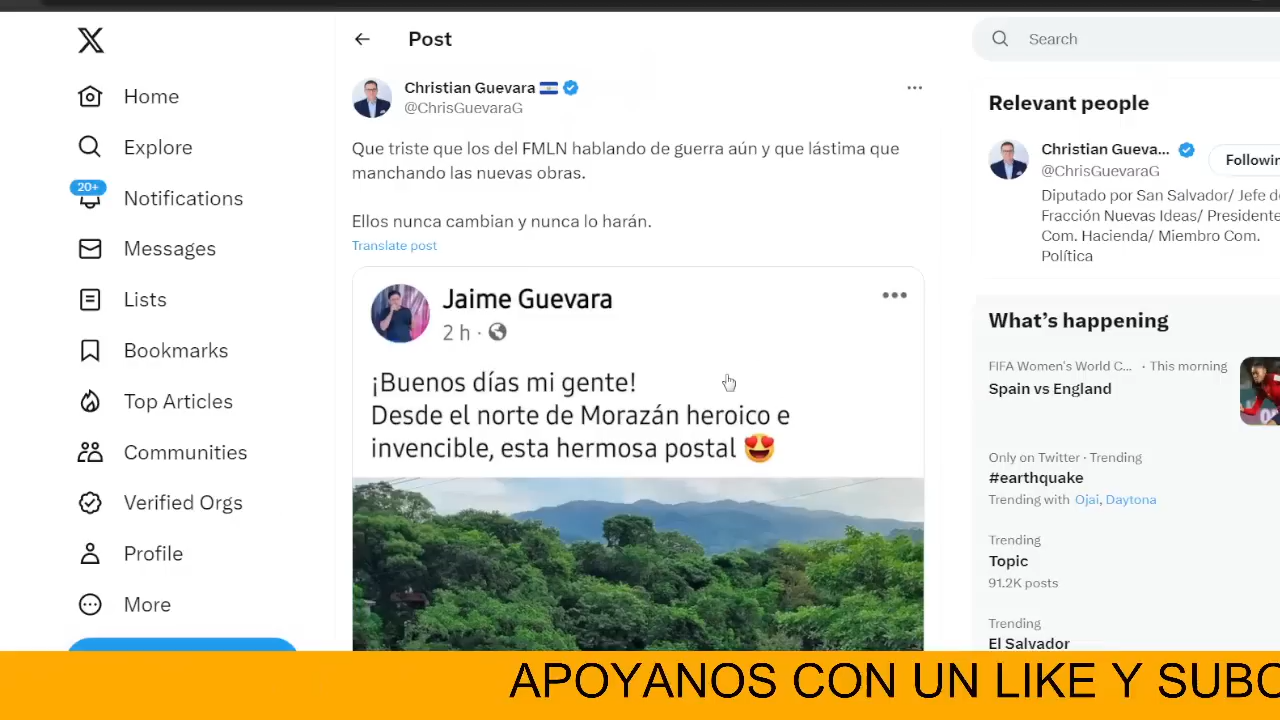 Home
Explore
20+
Notifications
Messages
Lists
Bookmarks
Top Articles
Communities
Verified Orgs
Profile
More
Post
Christian Guevara
@ChrisGuevaraG
Que triste que los del FMLN hablando de guerra aún y que lástima que
manchando las nuevas obras.
Ellos nunca cambian y nunca lo harán.
Translate post
Jaime Guevara
2 h ·
¡Buenos días mi gente!
Desde el norte de Morazán heroico e
invencible, esta hermosa postal 😍
Search
Relevant people
Christian Gueva...
@ChrisGuevaraG
Followin
Diputado por San Salvador/ Jefe de
Fracción Nuevas Ideas/ Presidente
Com. Hacienda/ Miembro Com.
Política
What's happening
FIFA Women's World C... · This morning
Spain vs England
Only on Twitter · Trending
#earthquake
Trending with Ojai, Daytona
Trending
Topic
91.2K posts
Trending
El Salvador
APOYANOS CON UN LIKE Y SUBC